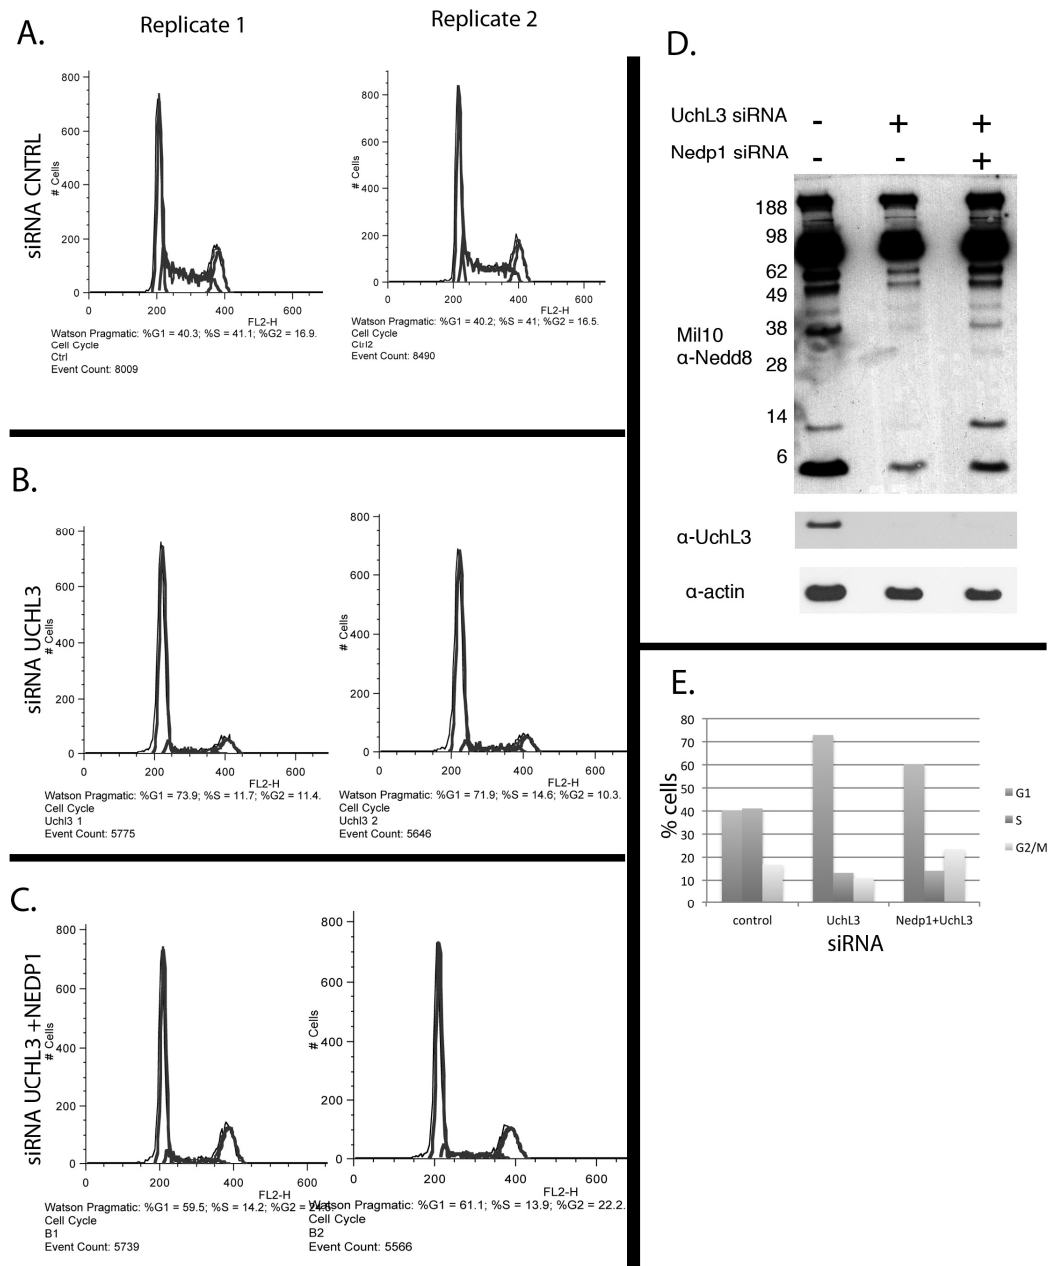 A.
Replicate 1
Replicate 2
siRNA CNTRL
800
600
400
200
0
# Cells
0 200 400 600
FL2-H
Watson Pragmatic: %G1 = 40.3; %S = 41.1; %G2 = 16.9.
Cell Cycle
Ctrl
Event Count: 8009
800
600
400
200
0
# Cells
0 200 400 600
FL2-H
Watson Pragmatic: %G1 = 40.2; %S = 41; %G2 = 16.5.
Cell Cycle
Ctrl2
Event Count: 8490
B.
siRNA UCHL3
800
600
400
200
0
# Cells
0 200 400 600
FL2-H
Watson Pragmatic: %G1 = 73.9; %S = 11.7; %G2 = 11.4.
Cell Cycle
Uchl3 1
Event Count: 5775
800
600
400
200
0
# Cells
0 200 400 600
FL2-H
Watson Pragmatic: %G1 = 71.9; %S = 14.6; %G2 = 10.3.
Cell Cycle
Uchl3 2
Event Count: 5646
C.
siRNA UCHL3 +NEDP1
800
600
400
200
0
# Cells
0 200 400 600
FL2-H
Watson Pragmatic: %G1 = 59.5; %S = 14.2; %G2 =
Cell Cycle
B1
Event Count: 5739
800
600
400
200
0
# Cells
0 200 400 600
FL2-H
Watson Pragmatic: %G1 = 61.1; %S = 13.9; %G2 = 22.2.
Cell Cycle
B2
Event Count: 5566
D.
UchL3 siRNA - + +
Nedp1 siRNA - - +
188
98
62
49
38
28
14
6
Mil10
α-Nedd8
α-UchL3
α-actin
E.
80
70
60
50
40
30
20
10
0
% cells
control UchL3 Nedp1+UchL3
siRNA
G1
S
G2/M